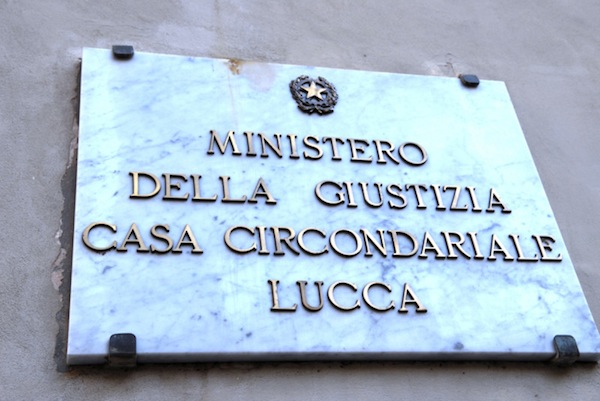 MINISTERO
DELLA GIUSTIZIA
CASA CIRCONDARIALE
LUCCA